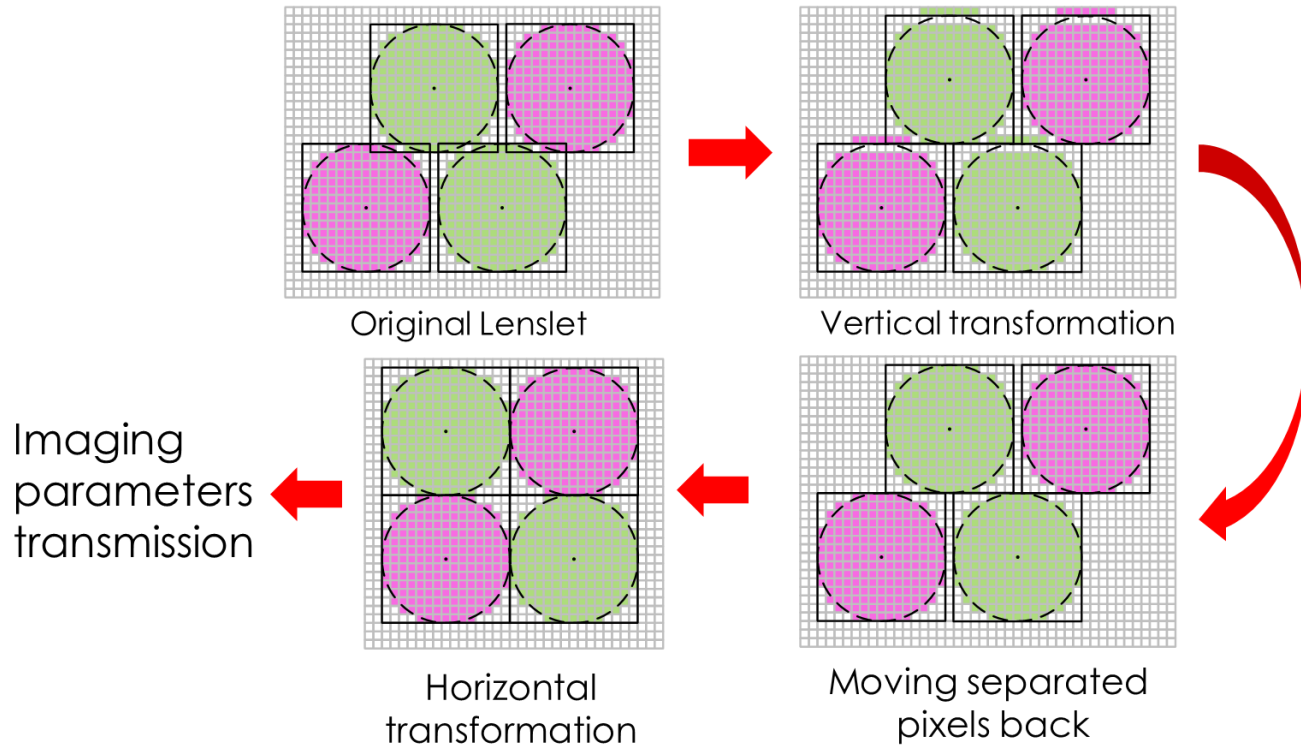 Original Lenslet
Vertical transformation
Imaging
parameters
transmission
Horizontal
transformation
Moving separated
pixels back